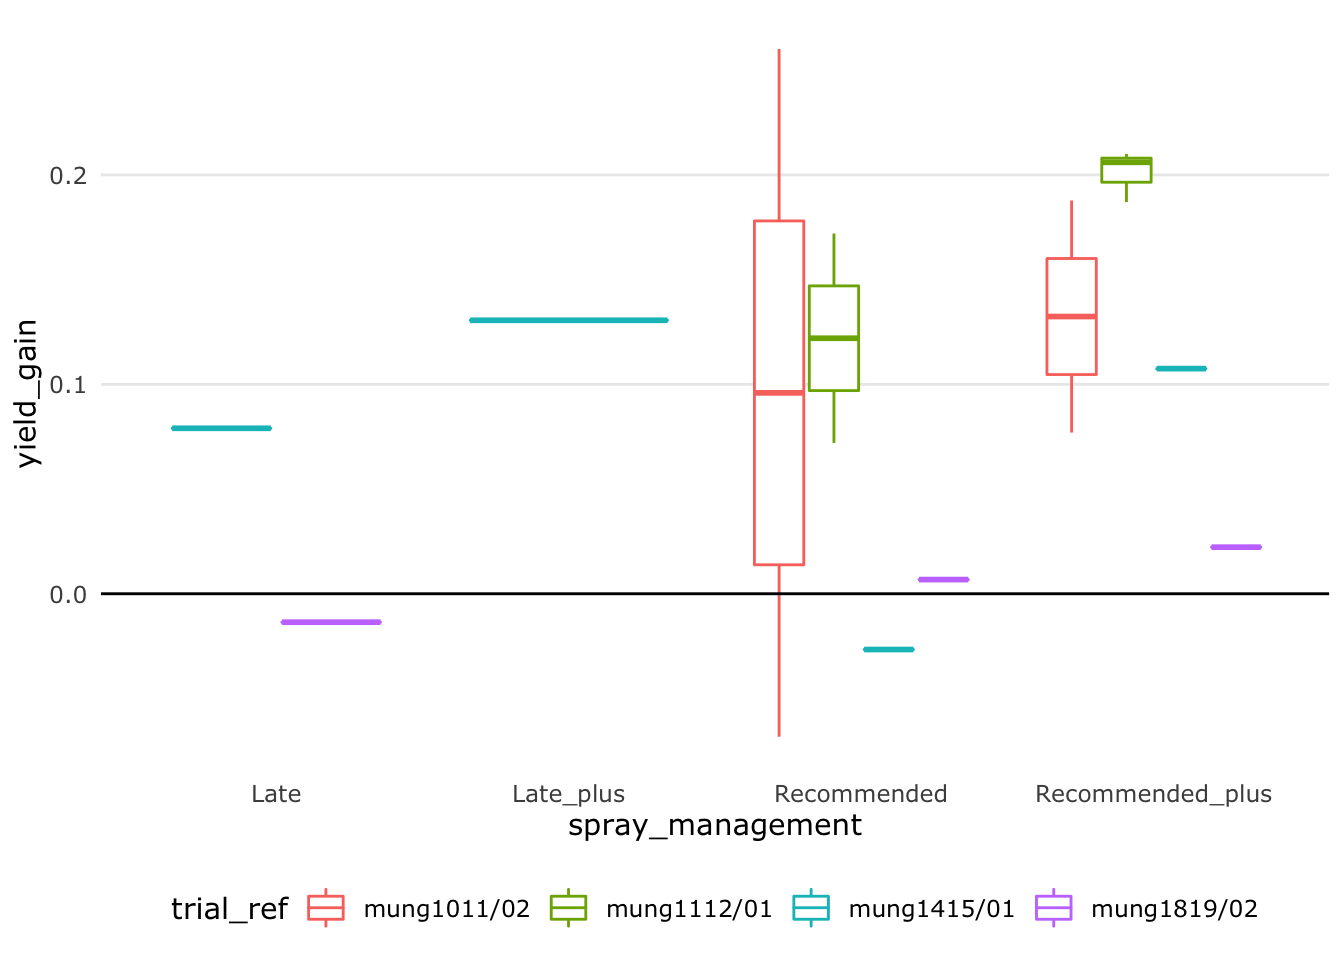 yield_gain
0.2
0.1
0.0
Late Late_plus Recommended Recommended_plus
spray_management
trial_ref mung1011/02 mung1112/01 mung1415/01 mung1819/02